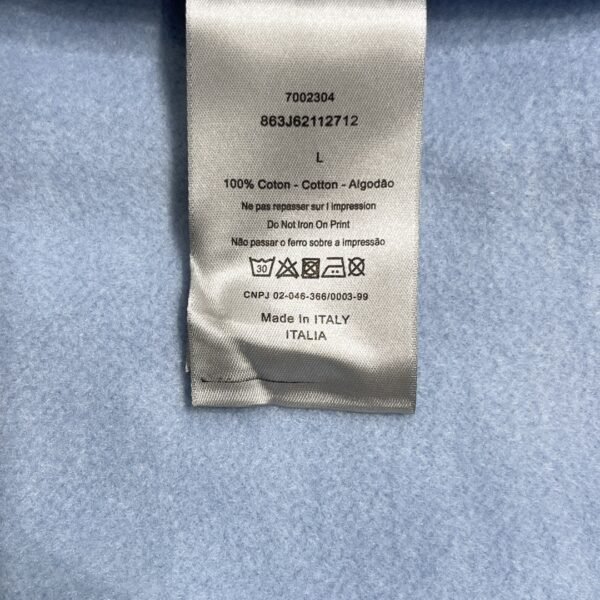 7002304
863J62112712
L
100% Coton - Cotton - Algodão
Ne pas repasser sur l impression
Do Not Iron On Print
Não passar o ferro sobre a impressão
30
CNPJ 02-046-366/0003-99
Made In ITALY
ITALIA